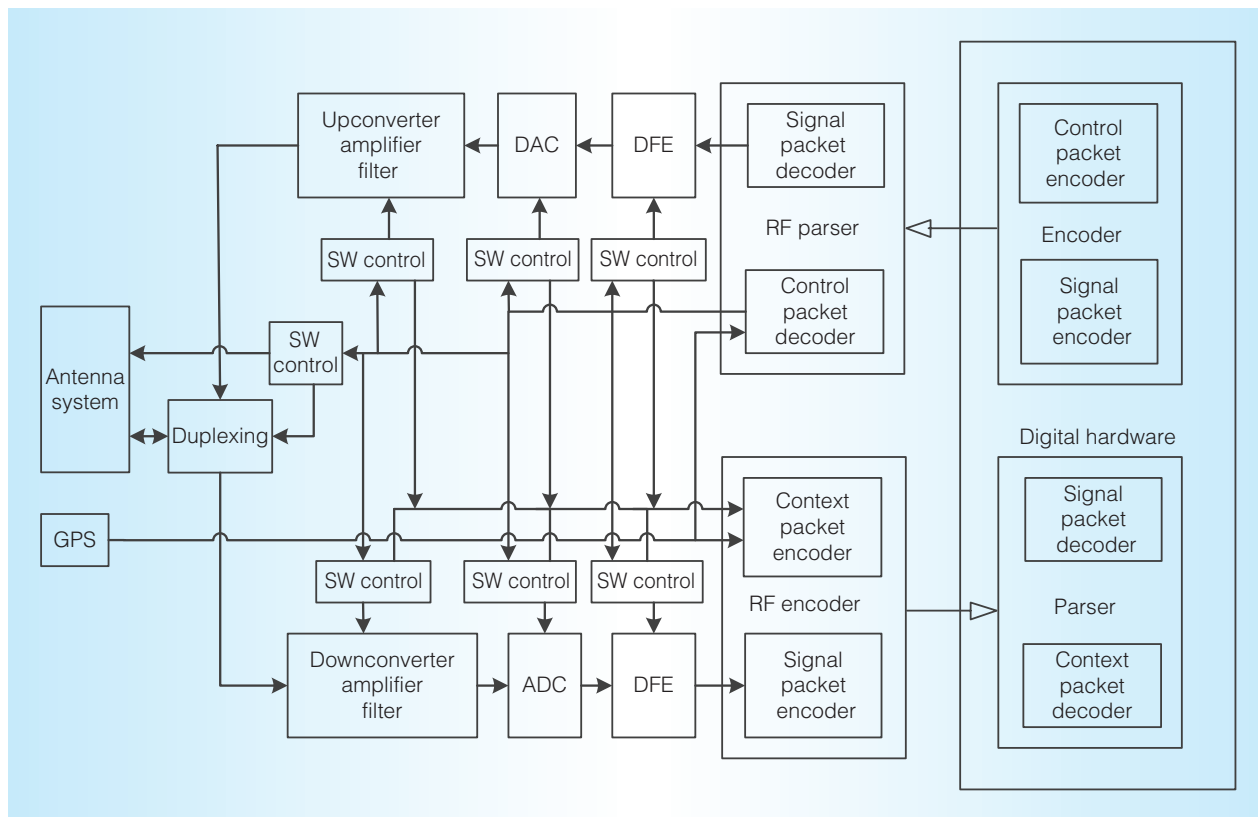 Upconverter
amplifier
filter
DAC
DFE
Signal
packet
decoder
RF parser
Control
packet
decoder
Control
packet
encoder
Encoder
Signal
packet
encoder
SW control
SW control
SW control
SW
control
Antenna
system
Duplexing
GPS
Digital hardware
Context
packet
encoder
RF encoder
Signal
packet
encoder
Signal
packet
decoder
Parser
Context
packet
decoder
SW control
SW control
SW control
Downconverter
amplifier
filter
ADC
DFE